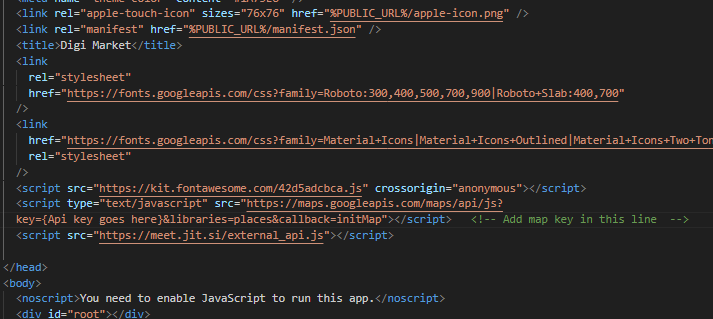 <meta name="theme-color" content="#1A73E8" />
<link rel="apple-touch-icon" sizes="76x76" href="%PUBLIC_URL%/apple-icon.png" />
<link rel="manifest" href="%PUBLIC_URL%/manifest.json" />
<title>Digi Market</title>
<link
rel="stylesheet"
href="https://fonts.googleapis.com/css?family=Roboto:300,400,500,700,900|Roboto+Slab:400,700"
/>
<link
href="https://fonts.googleapis.com/css?family=Material+Icons|Material+Icons+Outlined|Material+Icons+Two+Ton
rel="stylesheet"
/>
<script src="https://kit.fontawesome.com/42d5adcbca.js" crossorigin="anonymous"></script>
<script type="text/javascript" src="https://maps.googleapis.com/maps/api/js?
key={Api key goes here}&libraries=places&callback=initMap"></script> <!-- Add map key in this line -->
<script src="https://meet.jit.si/external_api.js"></script>
</head>
<body>
<noscript>You need to enable JavaScript to run this app.</noscript>
<div id="root"></div>